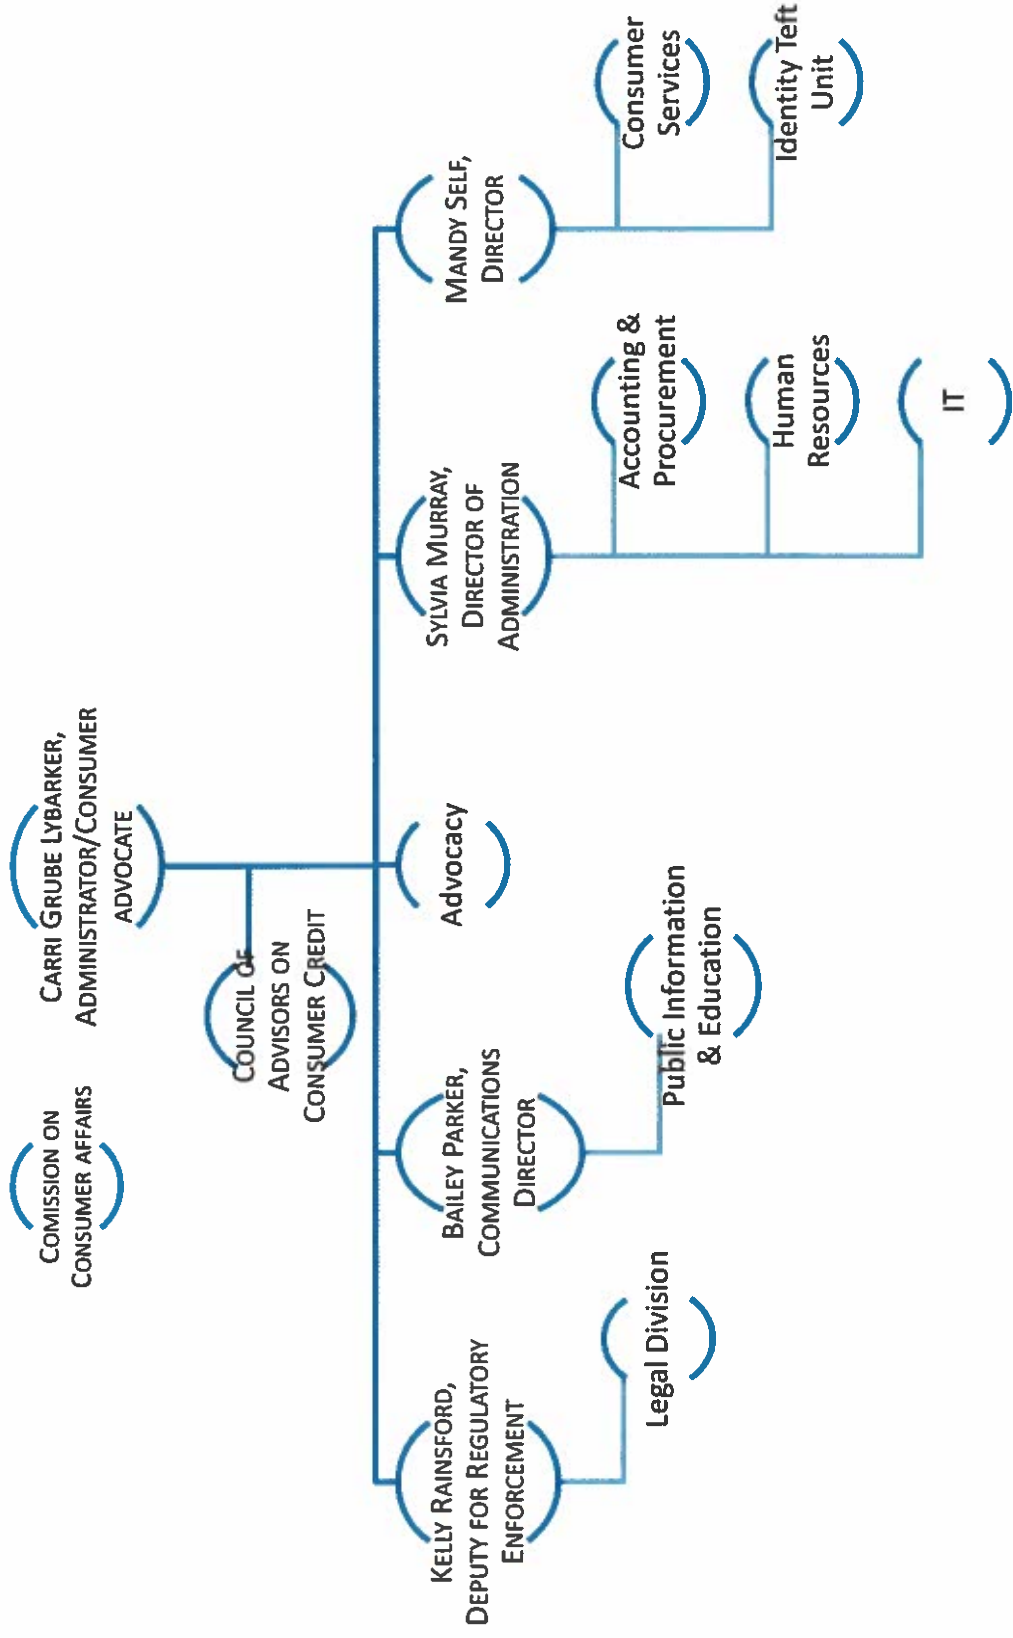 COMISSION ON
CONSUMER AFFAIRS
CARRI GRUBE LYBARKER,
ADMINISTRATOR/CONSUMER
ADVOCATE
COUNCIL OF
ADVISORS ON
CONSUMER CREDIT
KELLY RAINSFORD,
DEPUTY FOR REGULATORY
ENFORCEMENT
BAILEY PARKER,
COMMUNICATIONS
DIRECTOR
Advocacy
SYLVIA MURRAY,
DIRECTOR OF
ADMINISTRATION
MANDY SELF,
DIRECTOR
Legal Division
Public Information
& Education
Accounting &
Procurement
Human
Resources
IT
Consumer
Services
Identity Teft
Unit